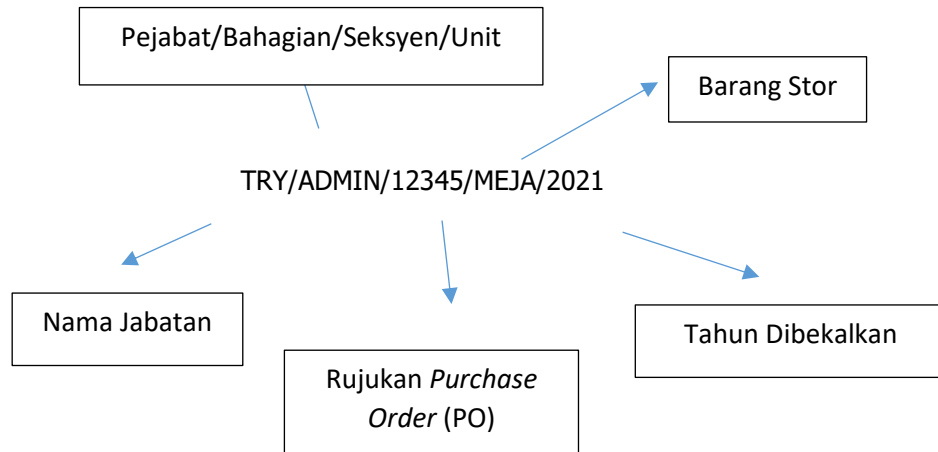 Pejabat/Bahagian/Seksyen/Unit
Barang Stor
TRY/ADMIN/12345/MEJA/2021
Nama Jabatan
Tahun Dibekalkan
Rujukan Purchase
Order (PO)